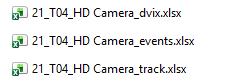 21_T04_HD Camera_dvix.xlsx
21_T04_HD Camera_events.xlsx
21_T04_HD Camera_track.xlsx